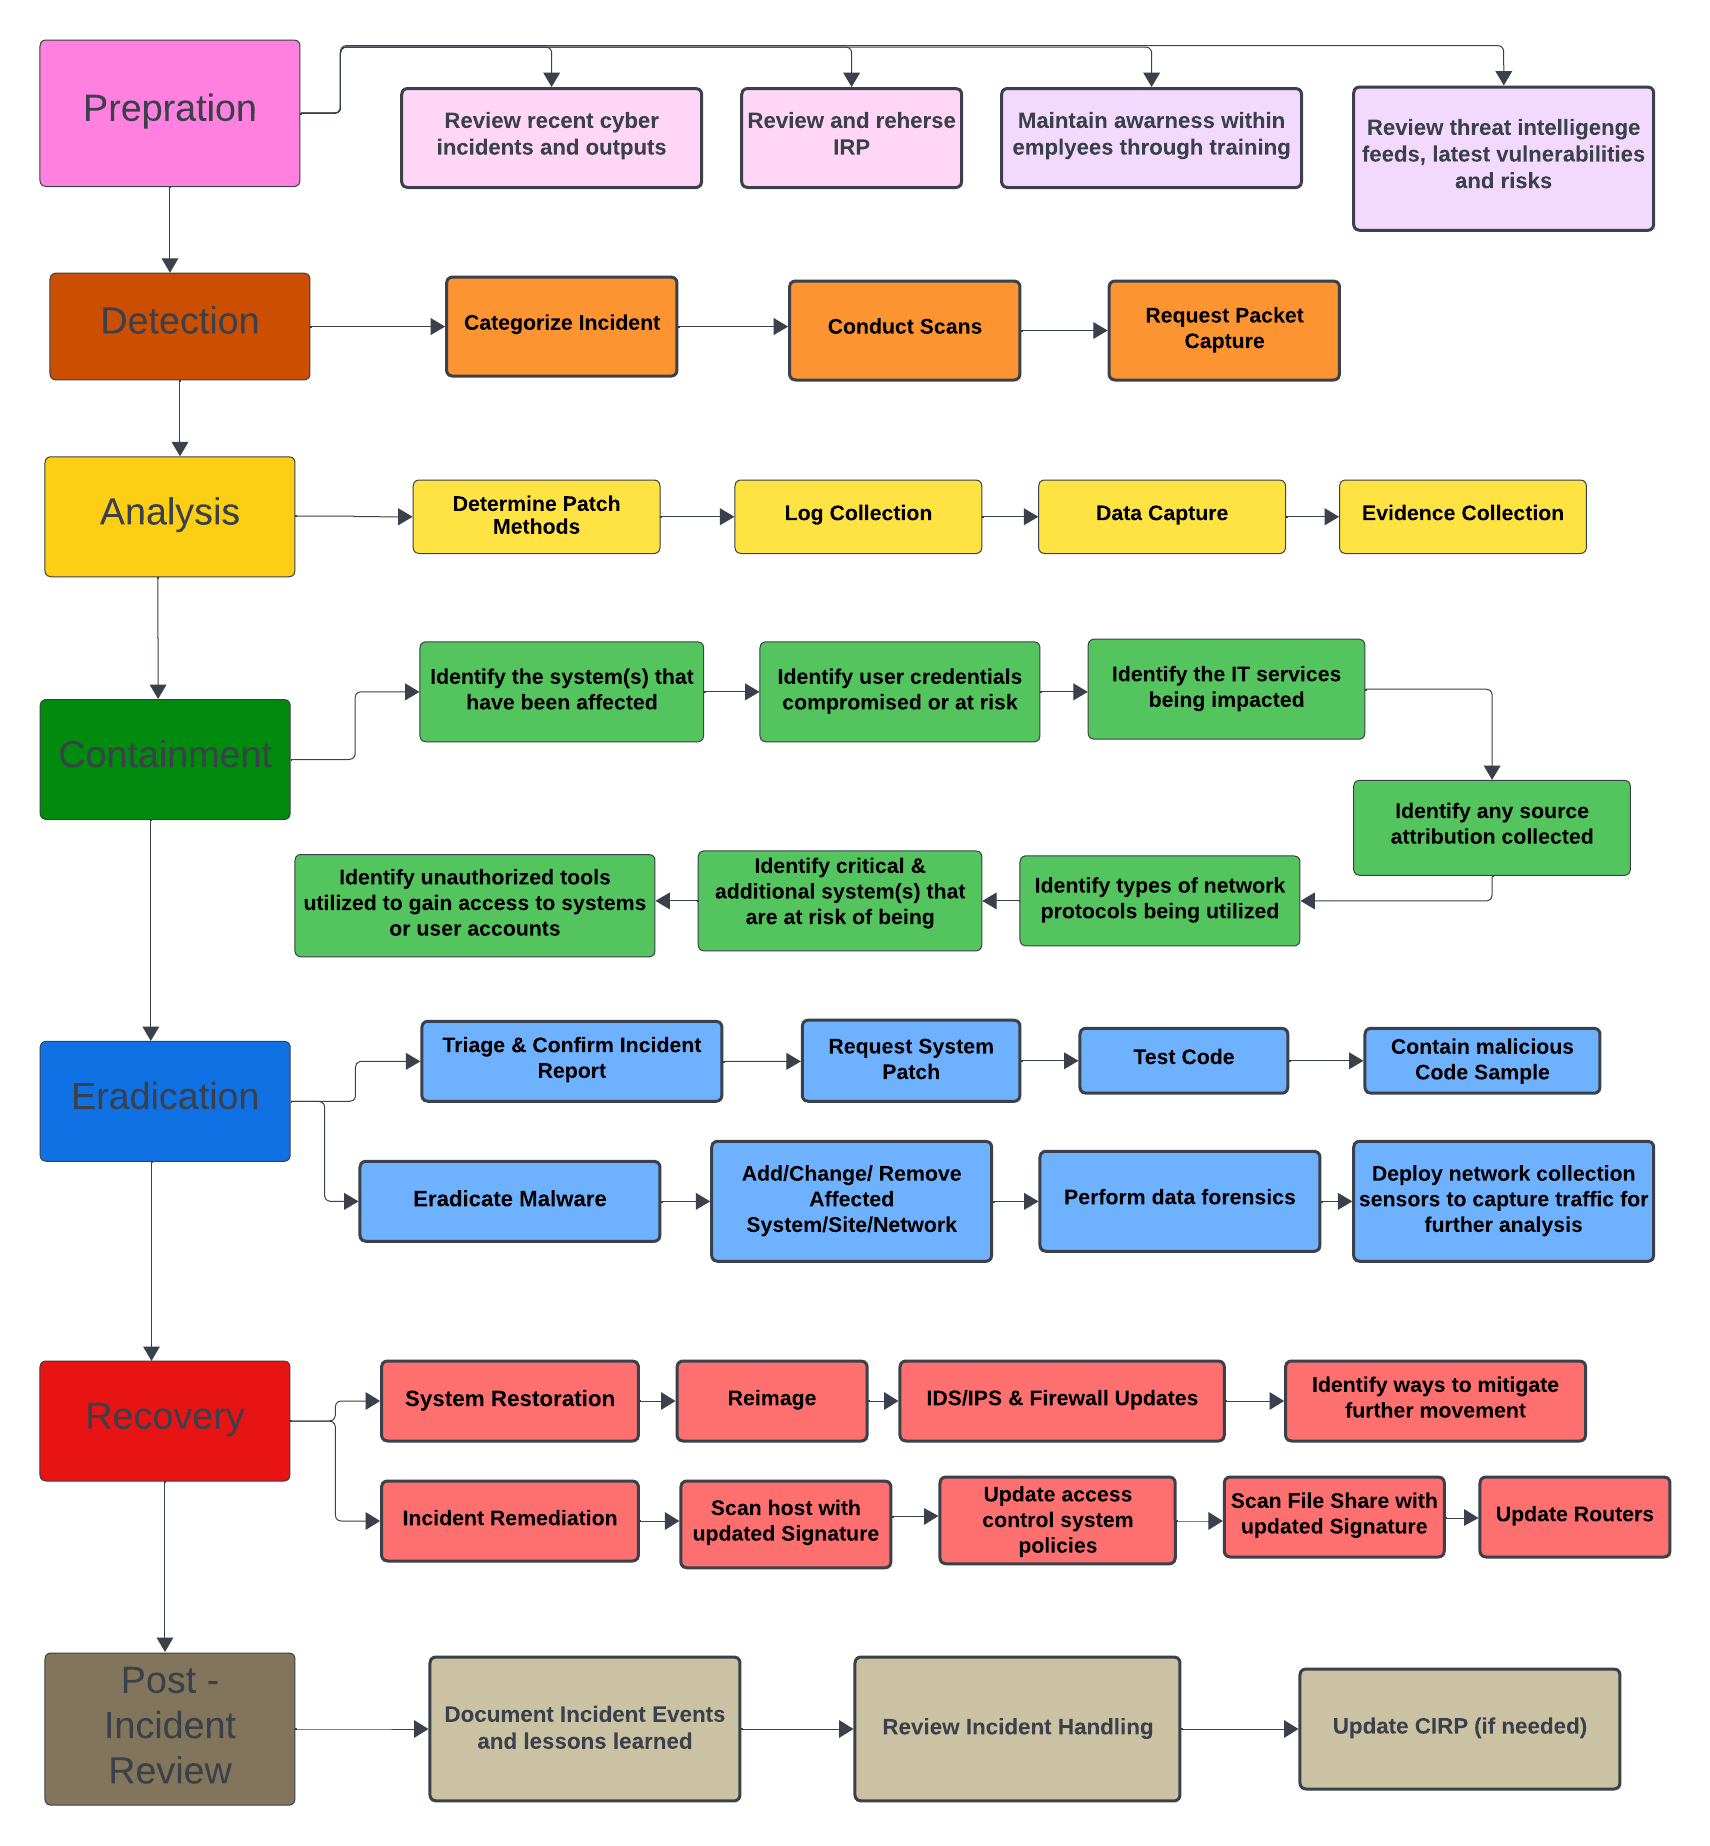 Prepration
Review recent cyber
incidents and outputs
Review and reherse
IRP
Maintain awarness within
emplyees through training
Review threat intelligenge
feeds, latest vulnerabilities
and risks
Detection
Categorize Incident
Conduct Scans
Request Packet
Capture
Analysis
Determine Patch
Methods
Log Collection
Data Capture
Evidence Collection
Containment
Identify the system(s) that
have been affected
Identify user credentials
compromised or at risk
Identify the IT services
being impacted
Identify any source
attribution collected
Identify types of network
protocols being utilized
Identify critical &
additional system(s) that
are at risk of being
Identify unauthorized tools
utilized to gain access to systems
or user accounts
Eradication
Triage & Confirm Incident
Report
Request System
Patch
Test Code
Contain malicious
Code Sample
Eradicate Malware
Add/Change/ Remove
Affected
System/Site/Network
Perform data forensics
Deploy network collection
sensors to capture traffic for
further analysis
Recovery
System Restoration
Reimage
IDS/IPS & Firewall Updates
Identify ways to mitigate
further movement
Incident Remediation
Scan host with
updated Signature
Update access
control system
policies
Scan File Share with
updated Signature
Update Routers
Post -
Incident
Review
Document Incident Events
and lessons learned
Review Incident Handling
Update CIRP (if needed)